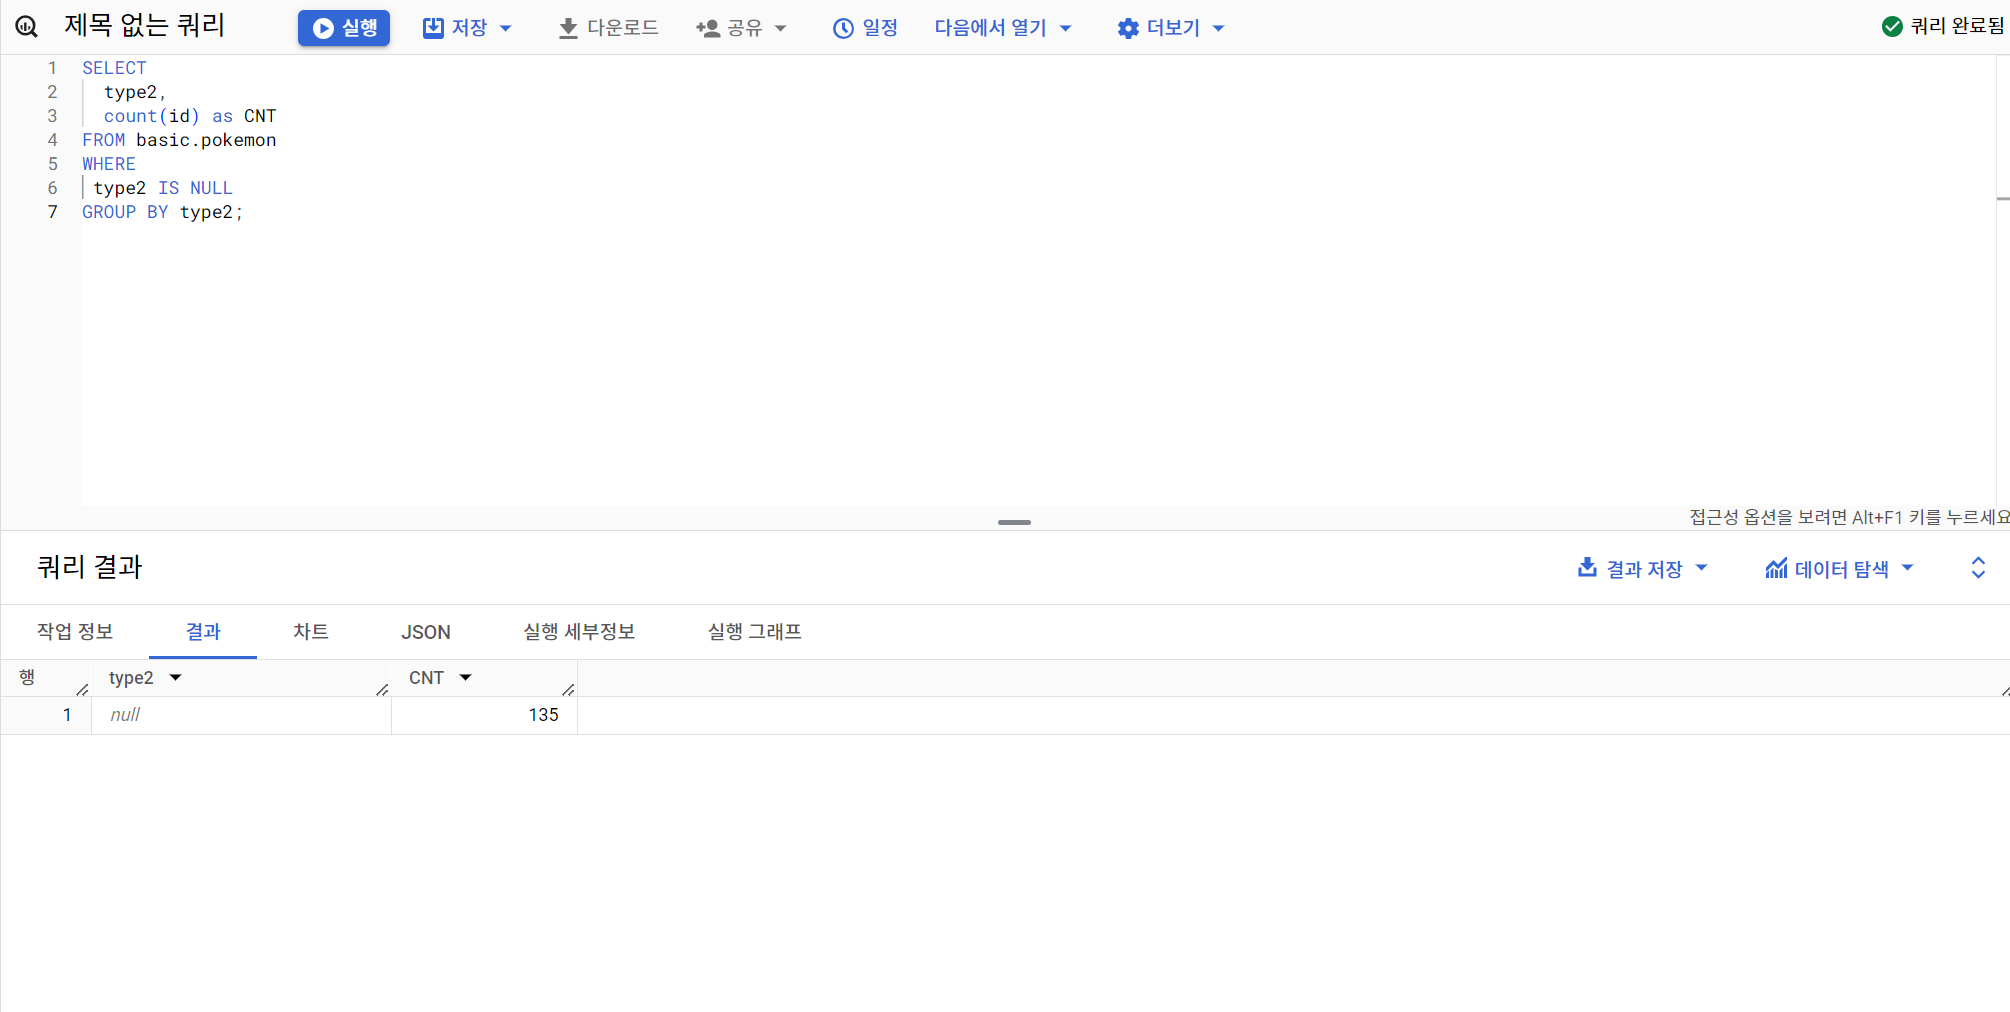 제목 없는 쿼리 실행 저장 다운로드 공유 일정 다음에서 열기 더보기 쿼리 완료됨
1 SELECT
2 type2,
3 count(id) as CNT
4 FROM basic.pokemon
5 WHERE
6 type2 IS NULL
7 GROUP BY type2;
접근성 옵션을 보려면 Alt+F1 키를 누르세요
쿼리 결과 결과 저장 데이터 탐색
작업 정보 결과 차트 JSON 실행 세부정보 실행 그래프
행 type2 CNT
1 null 135